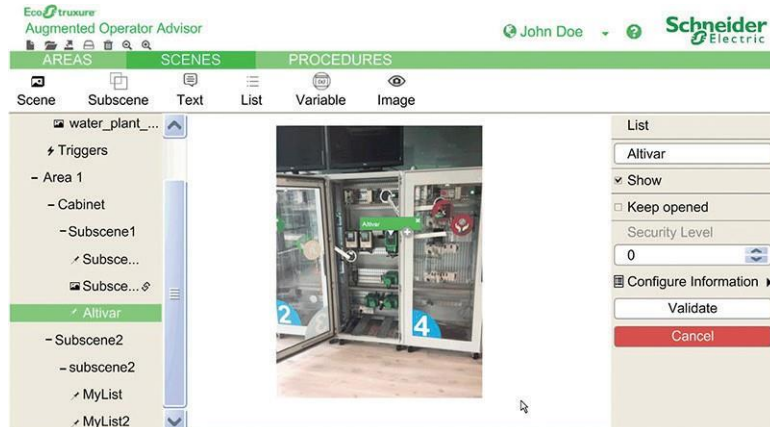 EcoStruxure
Augmented Operator Advisor
John Doe
?
Schneider
Electric
AREAS SCENES PROCEDURES
Scene Subscene Text List Variable Image
water_plant_...
Triggers
– Area 1
– Cabinet
– Subscene1
Subsce...
Subsce...
Altivar
– Subscene2
– subscene2
MyList
MyList2
Altivar
2
3
4
List
Altivar
Show
Keep opened
Security Level
0
Configure Information
Validate
Cancel